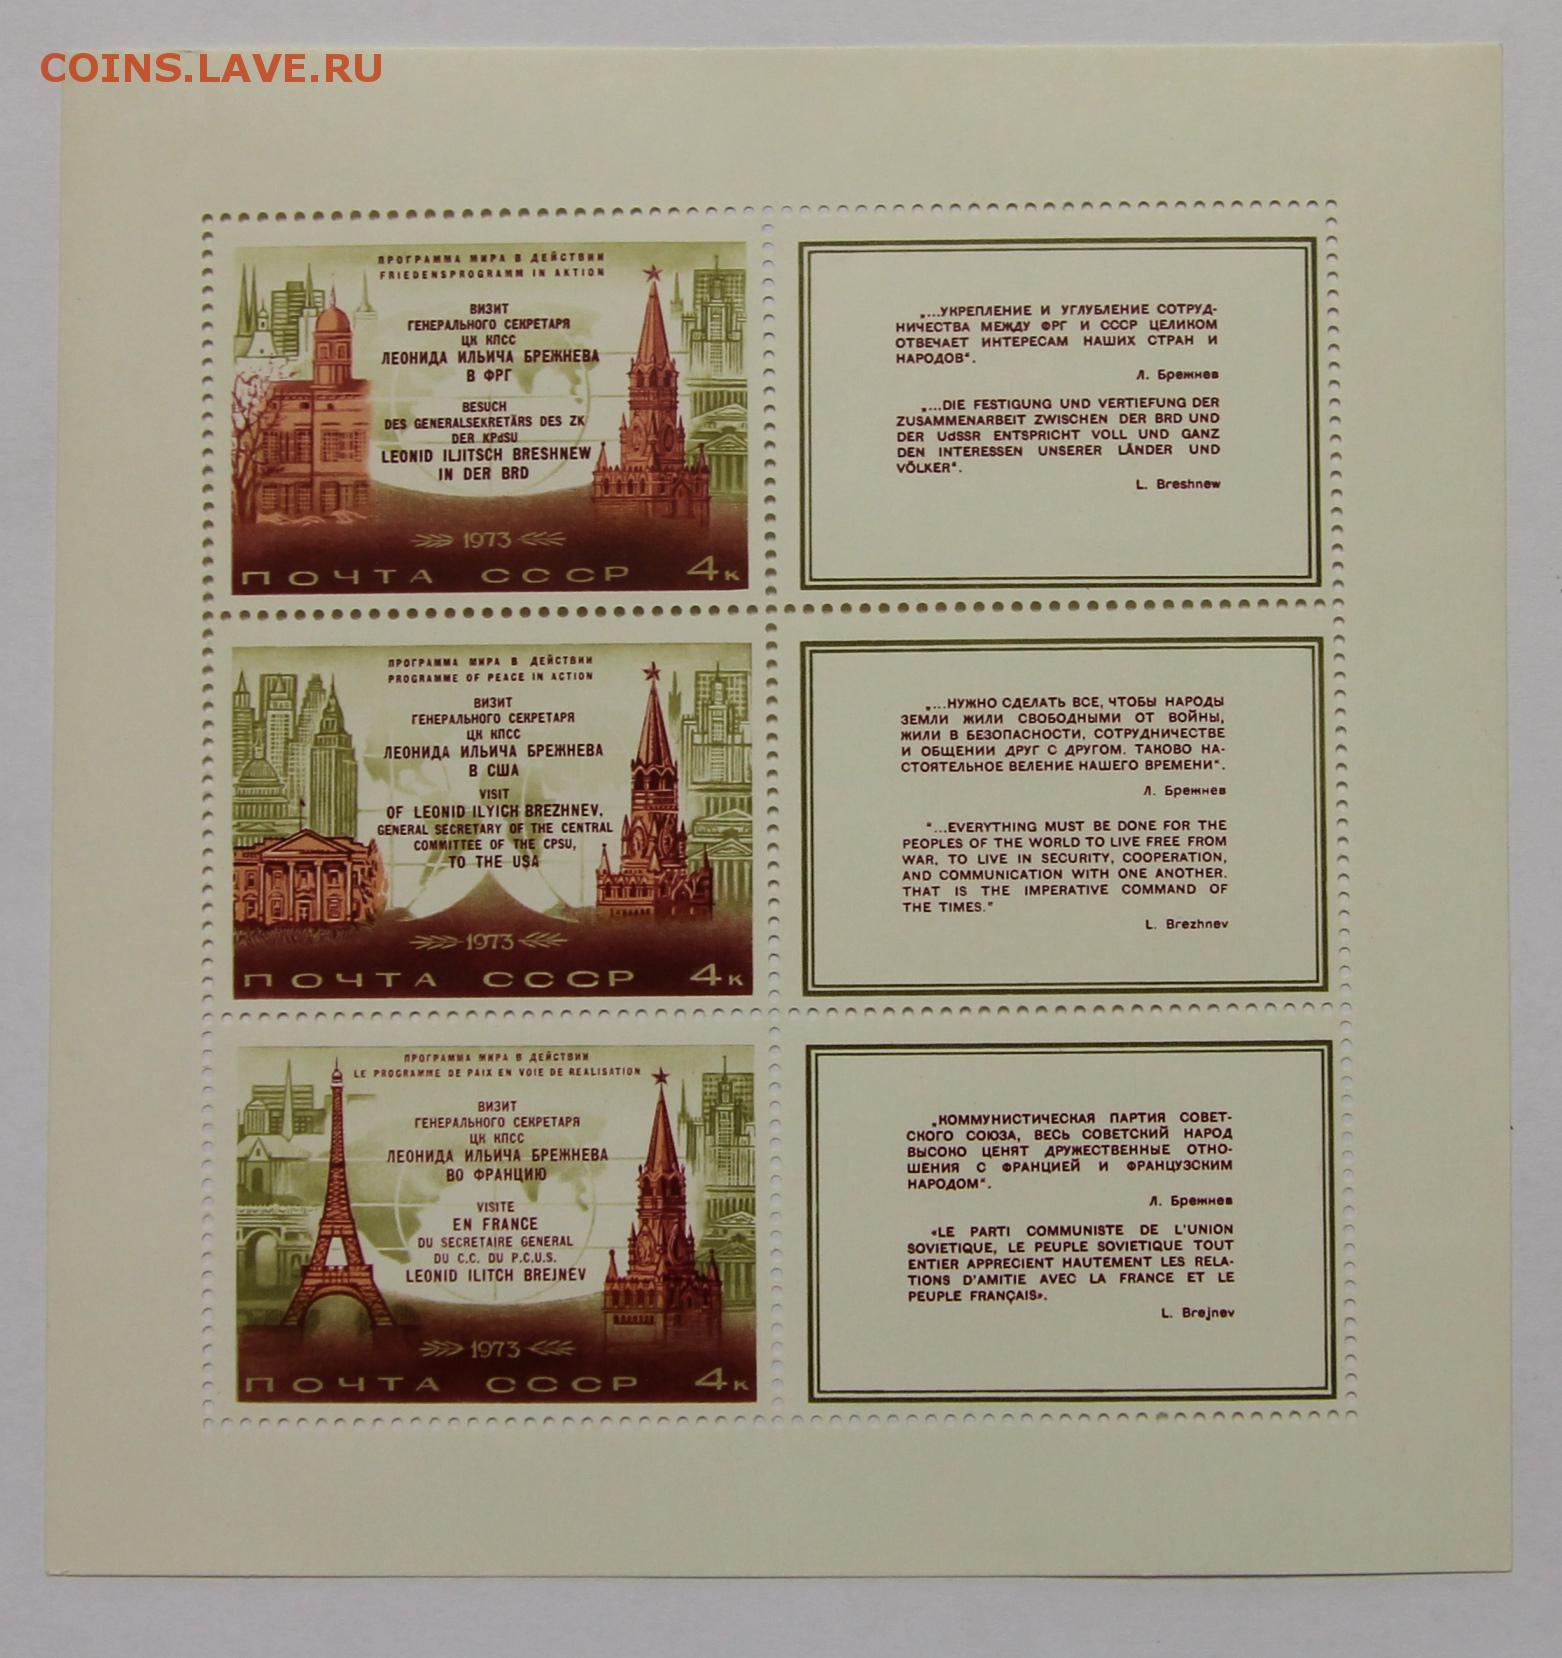 COINS.LAVE.RU
ПРОГРАММА МИРА В ДЕЙСТВИИ
FRIEDENSPROGRAMM IN AKTION
ВИЗИТ
ГЕНЕРАЛЬНОГО СЕКРЕТАРЯ
ЦК КПСС
ЛЕОНИДА ИЛЬИЧА БРЕЖНЕВА
В ФРГ
BESUCH
DES GENERALSEKRETÄRS DES ZK
DER KPdSU
LEONID ILJITSCH BRESHNEW
IN DER BRD
1973
ПОЧТА СССР 4к
„...УКРЕПЛЕНИЕ И УГЛУБЛЕНИЕ СОТРУД-
НИЧЕСТВА МЕЖДУ ФРГ И СССР ЦЕЛИКОМ
ОТВЕЧАЕТ ИНТЕРЕСАМ НАШИХ СТРАН И
НАРОДОВ“.
Л. Брежнев
„...DIE FESTIGUNG UND VERTIEFUNG DER
ZUSAMMENARBEIT ZWISCHEN DER BRD UND
DER UdSSR ENTSPRICHT VOLL UND GANZ
DEN INTERESSEN UNSERER LÄNDER UND
VÖLKER“.
L. Breshnew
ПРОГРАММА МИРА В ДЕЙСТВИИ
PROGRAMME OF PEACE IN ACTION
ВИЗИТ
ГЕНЕРАЛЬНОГО СЕКРЕТАРЯ
ЦК КПСС
ЛЕОНИДА ИЛЬИЧА БРЕЖНЕВА
В США
VISIT
OF LEONID ILYICH BREZHNEV,
GENERAL SECRETARY OF THE CENTRAL
COMMITTEE OF THE CPSU,
TO THE USA
1973
ПОЧТА СССР 4к
„...НУЖНО СДЕЛАТЬ ВСЕ, ЧТОБЫ НАРОДЫ
ЗЕМЛИ ЖИЛИ СВОБОДНЫМИ ОТ ВОЙНЫ,
ЖИЛИ В БЕЗОПАСНОСТИ, СОТРУДНИЧЕСТВЕ
И ОБЩЕНИИ ДРУГ С ДРУГОМ. ТАКОВО НА-
СТОЯТЕЛЬНОЕ ВЕЛЕНИЕ НАШЕГО ВРЕМЕНИ“.
Л. Брежнев
“...EVERYTHING MUST BE DONE FOR THE
PEOPLES OF THE WORLD TO LIVE FREE FROM
WAR, TO LIVE IN SECURITY, COOPERATION,
AND COMMUNICATION WITH ONE ANOTHER.
THAT IS THE IMPERATIVE COMMAND OF
THE TIMES.”
L. Brezhnev
ПРОГРАММА МИРА В ДЕЙСТВИИ
LE PROGRAMME DE PAIX EN VOIE DE REALISATION
ВИЗИТ
ГЕНЕРАЛЬНОГО СЕКРЕТАРЯ
ЦК КПСС
ЛЕОНИДА ИЛЬИЧА БРЕЖНЕВА
ВО ФРАНЦИЮ
VISITE
EN FRANCE
DU SECRETAIRE GENERAL
DU C.C. DU P.C.U.S.
LEONID ILITCH BREJNEV
1973
ПОЧТА СССР 4к
„КОММУНИСТИЧЕСКАЯ ПАРТИЯ СОВЕТ-
СКОГО СОЮЗА, ВЕСЬ СОВЕТСКИЙ НАРОД
ВЫСОКО ЦЕНЯТ ДРУЖЕСТВЕННЫЕ ОТНО-
ШЕНИЯ С ФРАНЦИЕЙ И ФРАНЦУЗСКИМ
НАРОДОМ“.
Л. Брежнев
«LE PARTI COMMUNISTE DE L'UNION
SOVIETIQUE, LE PEUPLE SOVIETIQUE TOUT
ENTIER APPRECIENT HAUTEMENT LES RELA-
TIONS D'AMITIE AVEC LA FRANCE ET LE
PEUPLE FRANÇAIS».
L. Brejnev